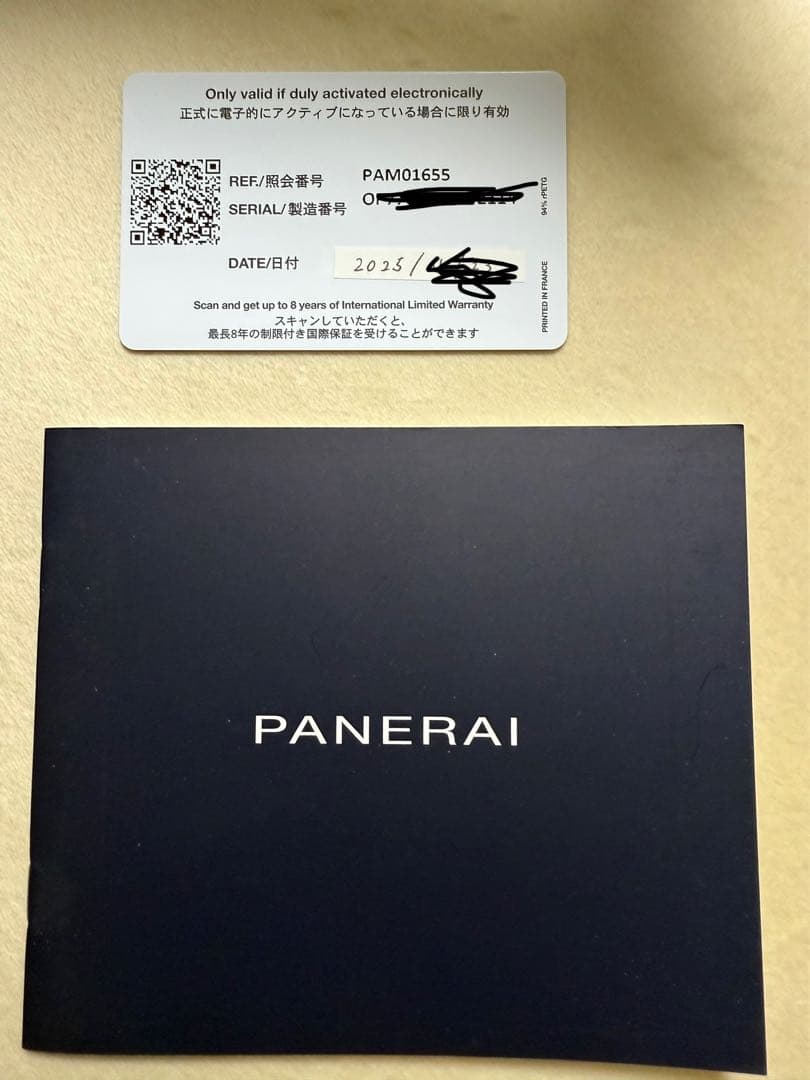 Only valid if duly activated electronically
正式に電子的にアクティブになっている場合に限り有効
REF./照会番号 PAM01655
SERIAL/製造番号
DATE/日付 2025/
Scan and get up to 8 years of International Limited Warranty
スキャンしていただくと、
最長8年の制限付き国際保証を受けることができます
94% rPETG
PRINTED IN FRANCE
PANERAI